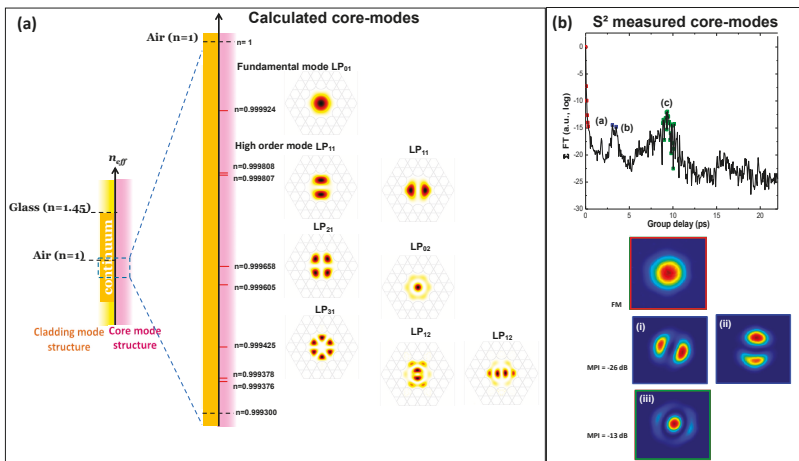 (a)
Calculated core-modes
Air (n=1)
n= 1
Fundamental mode LP01
n=0.999924
High order mode
LP11
LP11
n=0.999808
n=0.999807
neff
Glass (n=1.45)
continuum
Air (n=1)
LP21
LP02
n=0.999658
n=0.999605
LP31
LP12
LP12
n=0.999425
n=0.999378
n=0.999376
n=0.999300
Cladding mode
structure
Core mode
structure
(b)
S² measured core-modes
Σ FT (a.u., log)
0
-5
-10
-15
-20
-25
-30
(a)
(b)
(c)
0
5
10
15
20
Group delay (ps)
FM
(i)
(ii)
MPI = -26 dB
(iii)
MPI = -13 dB